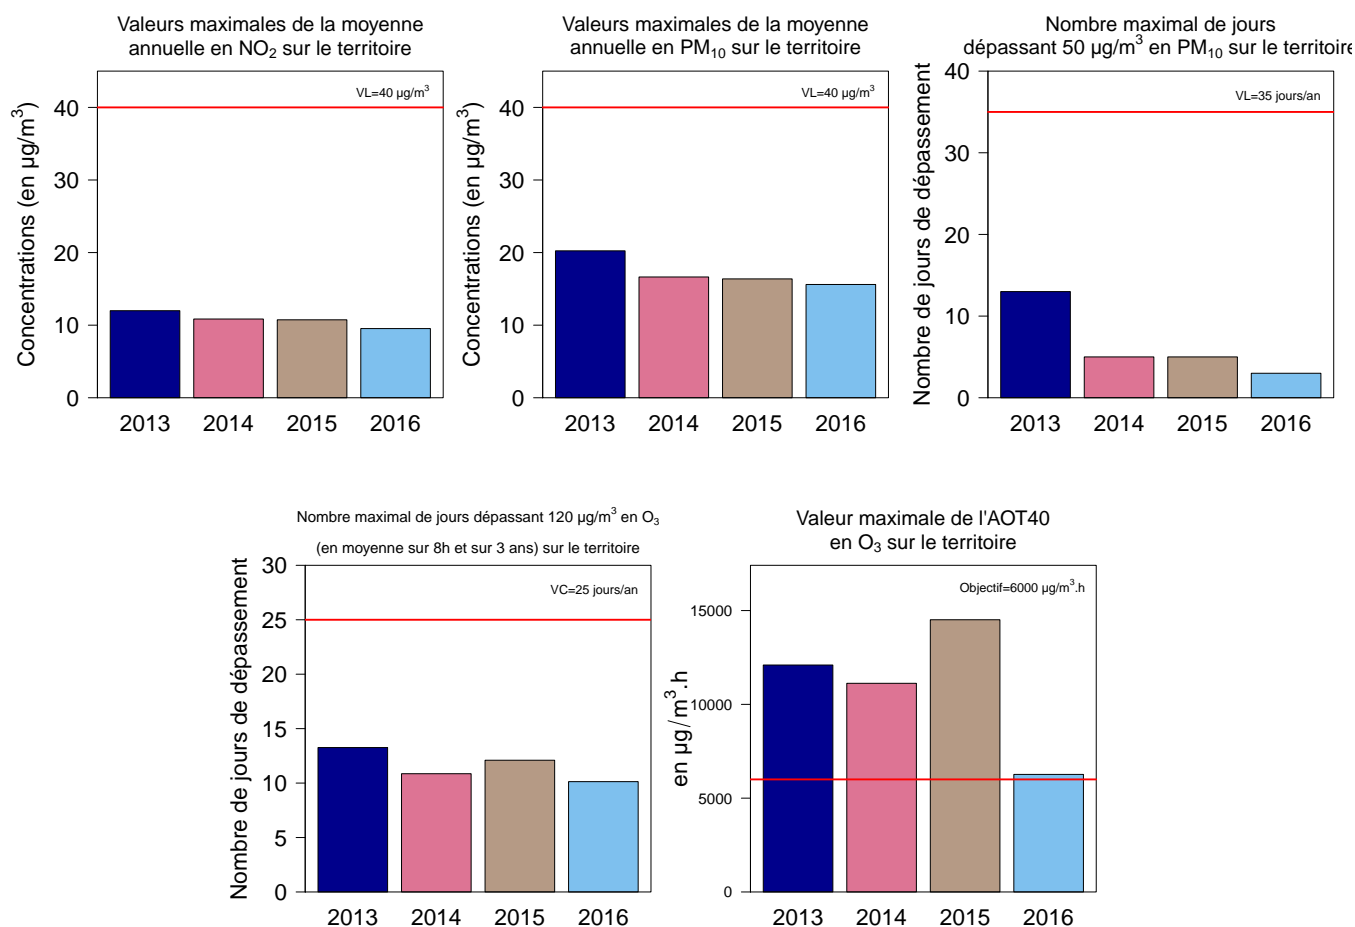 Valeurs maximales de la moyenne
annuelle en NO₂ sur le territoire
VL=40 µg/m³
Concentrations (en µg/m³)
40
30
20
10
0
2013 2014 2015 2016
Valeurs maximales de la moyenne
annuelle en PM₁₀ sur le territoire
VL=40 µg/m³
Concentrations (en µg/m³)
40
30
20
10
0
2013 2014 2015 2016
Nombre maximal de jours
dépassant 50 µg/m³ en PM₁₀ sur le territoire
VL=35 jours/an
Nombre de jours de dépassement
40
30
20
10
0
2013 2014 2015 2016
Nombre maximal de jours dépassant 120 µg/m³ en O₃
(en moyenne sur 8h et sur 3 ans) sur le territoire
VC=25 jours/an
Nombre de jours de dépassement
30
25
20
15
10
5
0
2013 2014 2015 2016
Valeur maximale de l'AOT40
en O₃ sur le territoire
Objectif=6000 µg/m³.h
en µg/m³.h
15000
10000
5000
0
2013 2014 2015 2016